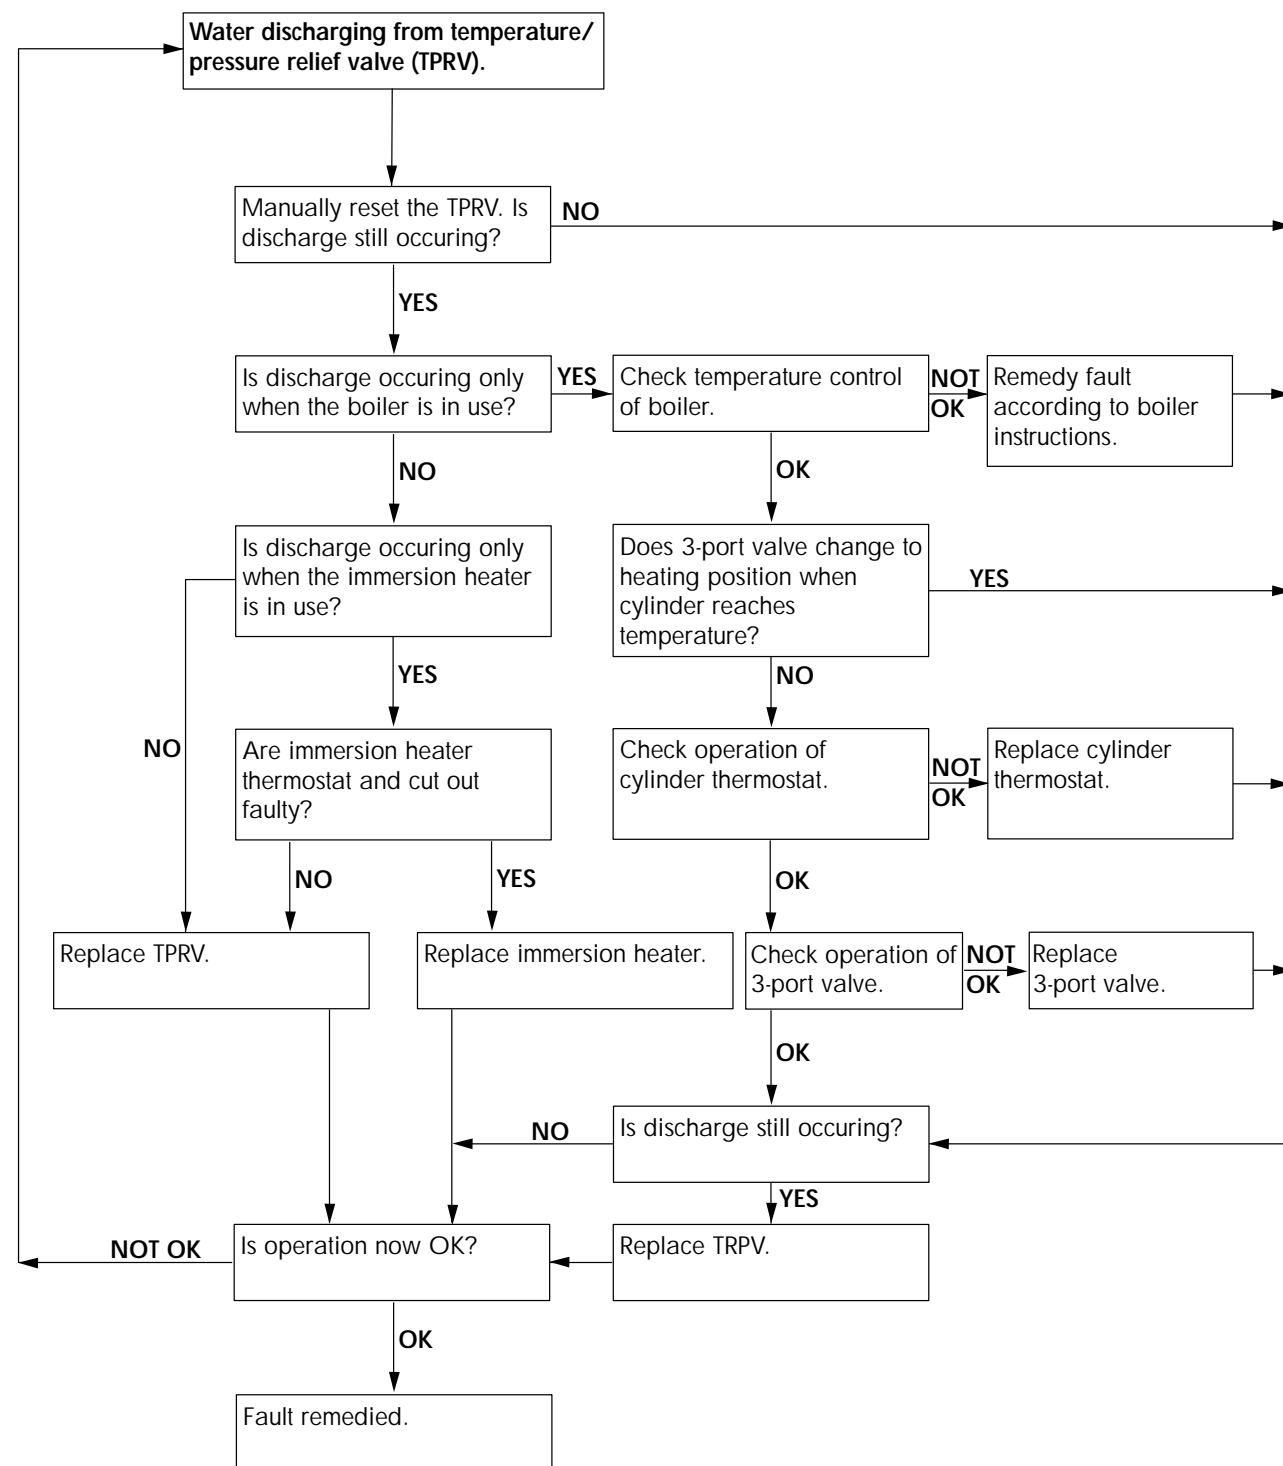 Water discharging from temperature/
pressure relief valve (TPRV).
Manually reset the TPRV. Is
discharge still occuring?
NO
YES
Is discharge occuring only
when the boiler is in use?
YES
Check temperature control
of boiler.
NOT
OK
Remedy fault
according to boiler
instructions.
NO
OK
Is discharge occuring only
when the immersion heater
is in use?
Does 3-port valve change to
heating position when
cylinder reaches
temperature?
YES
YES
NO
NO
Are immersion heater
thermostat and cut out
faulty?
Check operation of
cylinder thermostat.
NOT
OK
Replace cylinder
thermostat.
NO
YES
OK
Replace TPRV.
Replace immersion heater.
Check operation of
3-port valve.
NOT
OK
Replace
3-port valve.
OK
NO
Is discharge still occuring?
YES
NOT OK
Is operation now OK?
Replace TRPV.
OK
Fault remedied.